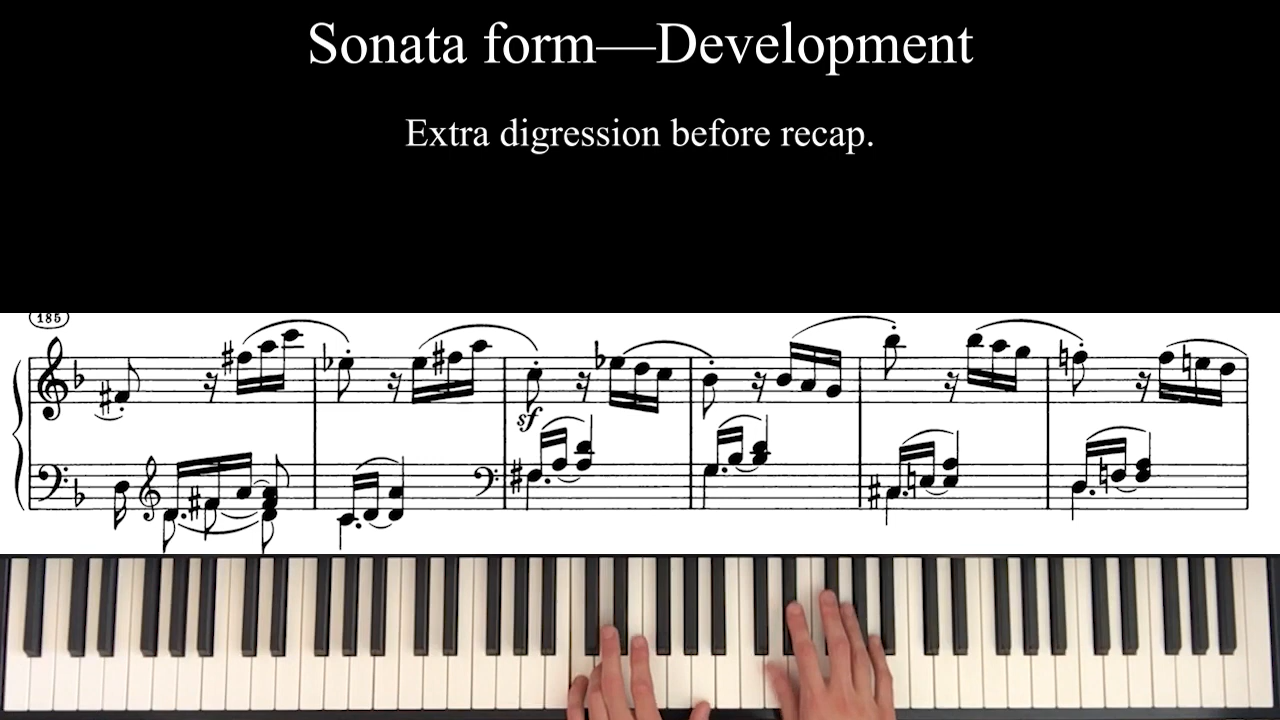 Sonata form—Development
Extra digression before recap.
185
sf